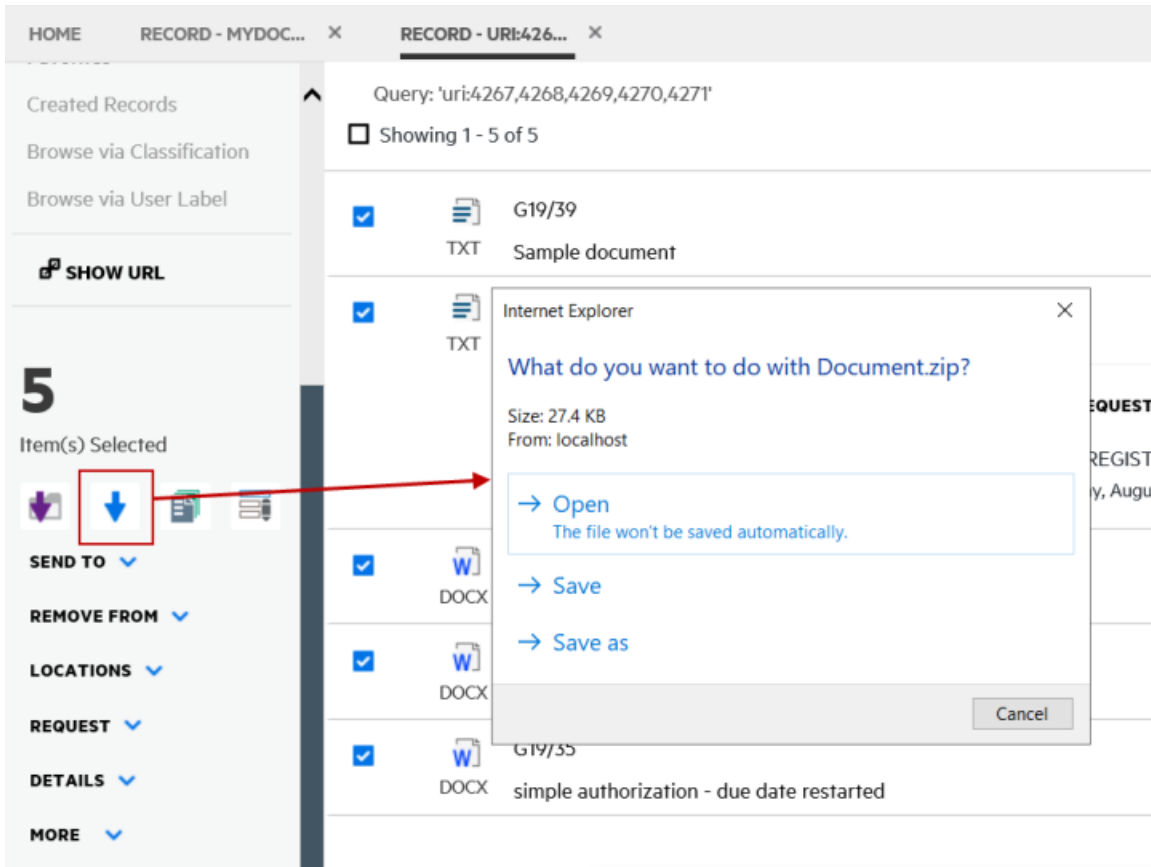 HOME RECORD - MYDOC... × RECORD - URI:426... ×
Created Records
Browse via Classification
Browse via User Label
SHOW URL
5
Item(s) Selected
SEND TO
REMOVE FROM
LOCATIONS
REQUEST
DETAILS
MORE
Query: 'uri:4267,4268,4269,4270,4271'
Showing 1 - 5 of 5
G19/39
TXT
Sample document
TXT
Internet Explorer
What do you want to do with Document.zip?
Size: 27.4 KB
From: localhost
Open
The file won't be saved automatically.
Save
Save as
Cancel
EQUEST
REGIST
y, Augu
W
DOCX
W
DOCX
W
DOCX
G19/35
simple authorization - due date restarted